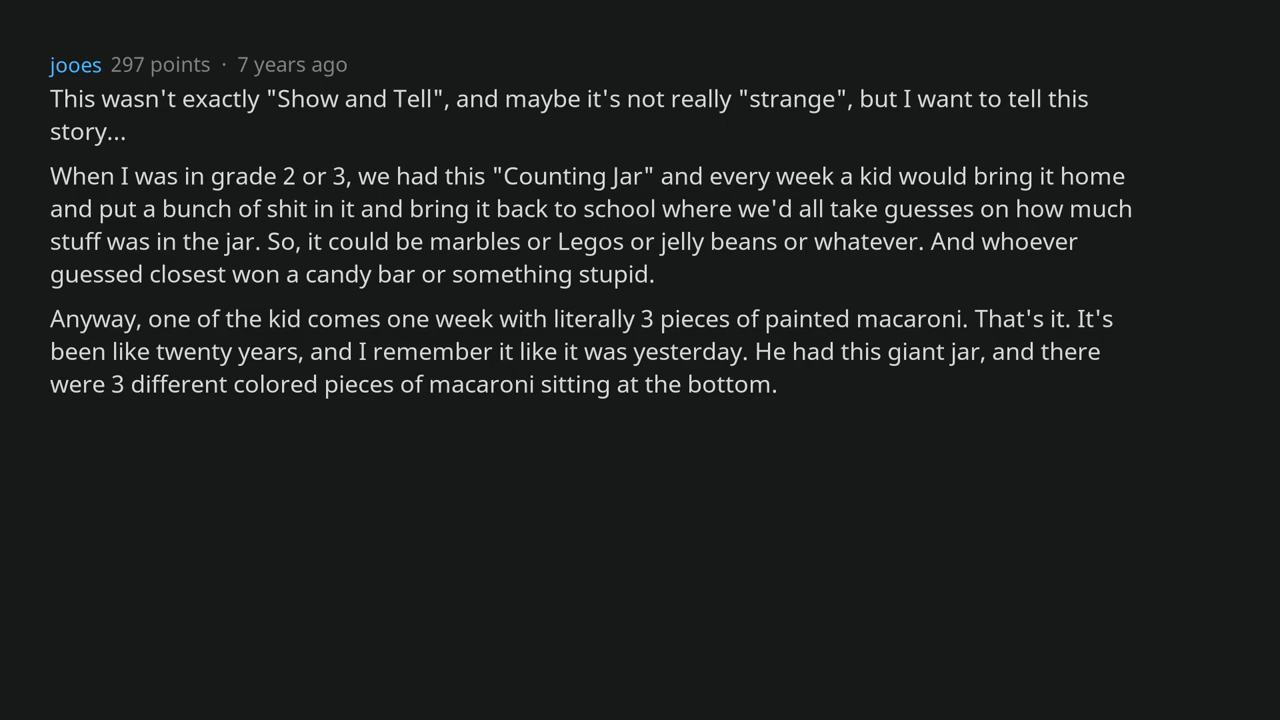 jooes 297 points · 7 years ago
This wasn't exactly "Show and Tell", and maybe it's not really "strange", but I want to tell this
story...
When I was in grade 2 or 3, we had this "Counting Jar" and every week a kid would bring it home
and put a bunch of shit in it and bring it back to school where we'd all take guesses on how much
stuff was in the jar. So, it could be marbles or Legos or jelly beans or whatever. And whoever
guessed closest won a candy bar or something stupid.
Anyway, one of the kid comes one week with literally 3 pieces of painted macaroni. That's it. It's
been like twenty years, and I remember it like it was yesterday. He had this giant jar, and there
were 3 different colored pieces of macaroni sitting at the bottom.